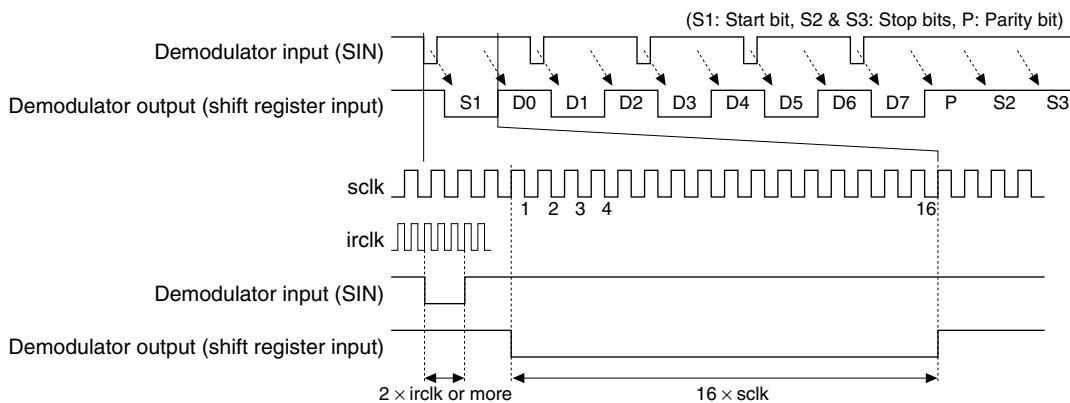 (S1: Start bit, S2 & S3: Stop bits, P: Parity bit)
Demodulator input (SIN)
Demodulator output (shift register input)
S1 D0 D1 D2 D3 D4 D5 D6 D7 P S2 S3
sclk
1 2 3 4 16
irclk
Demodulator input (SIN)
Demodulator output (shift register input)
2 × irclk or more 16 × sclk